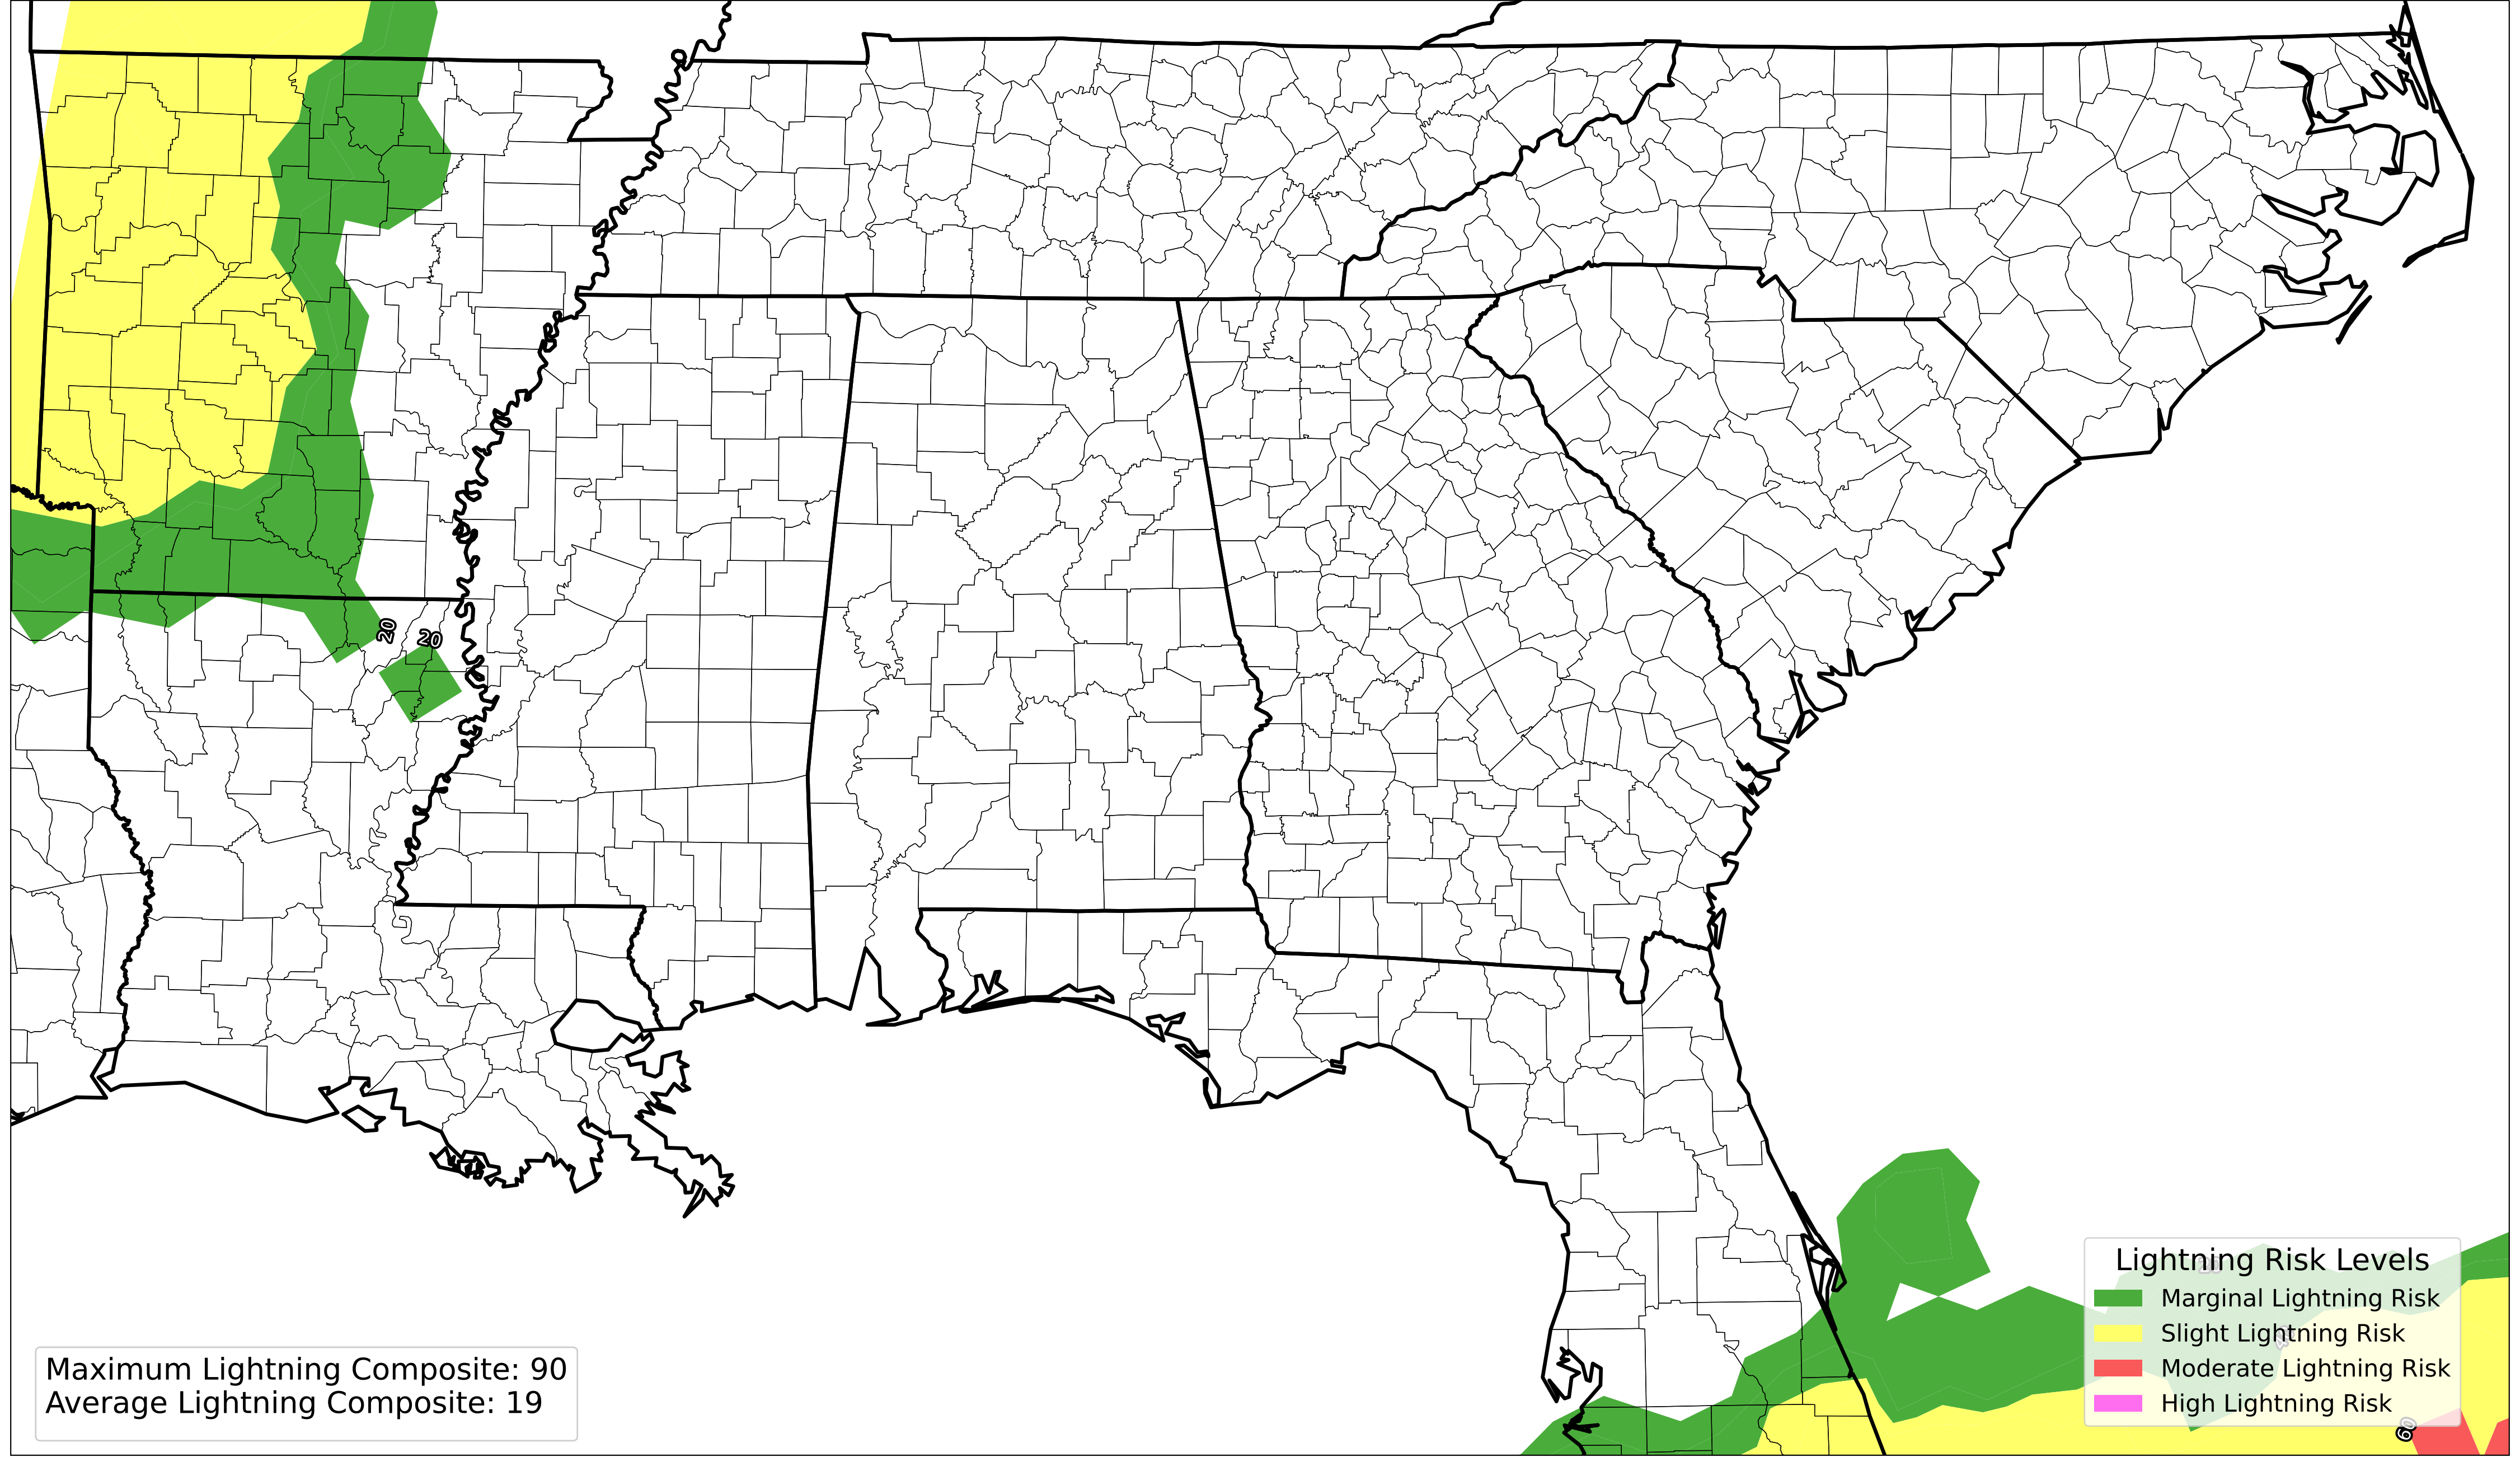 20
20
Lightning Risk Levels
Marginal Lightning Risk
Slight Lightning Risk
Moderate Lightning Risk
High Lightning Risk
60
Maximum Lightning Composite: 90
Average Lightning Composite: 19